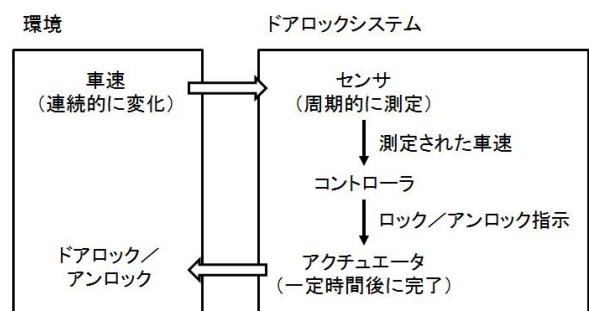 環境
ドアロックシステム
車速
（連続的に変化）
センサ
（周期的に測定）
測定された車速
コントローラ
ロック／アンロック指示
ドアロック／
アンロック
アクチュエータ
（一定時間後に完了）